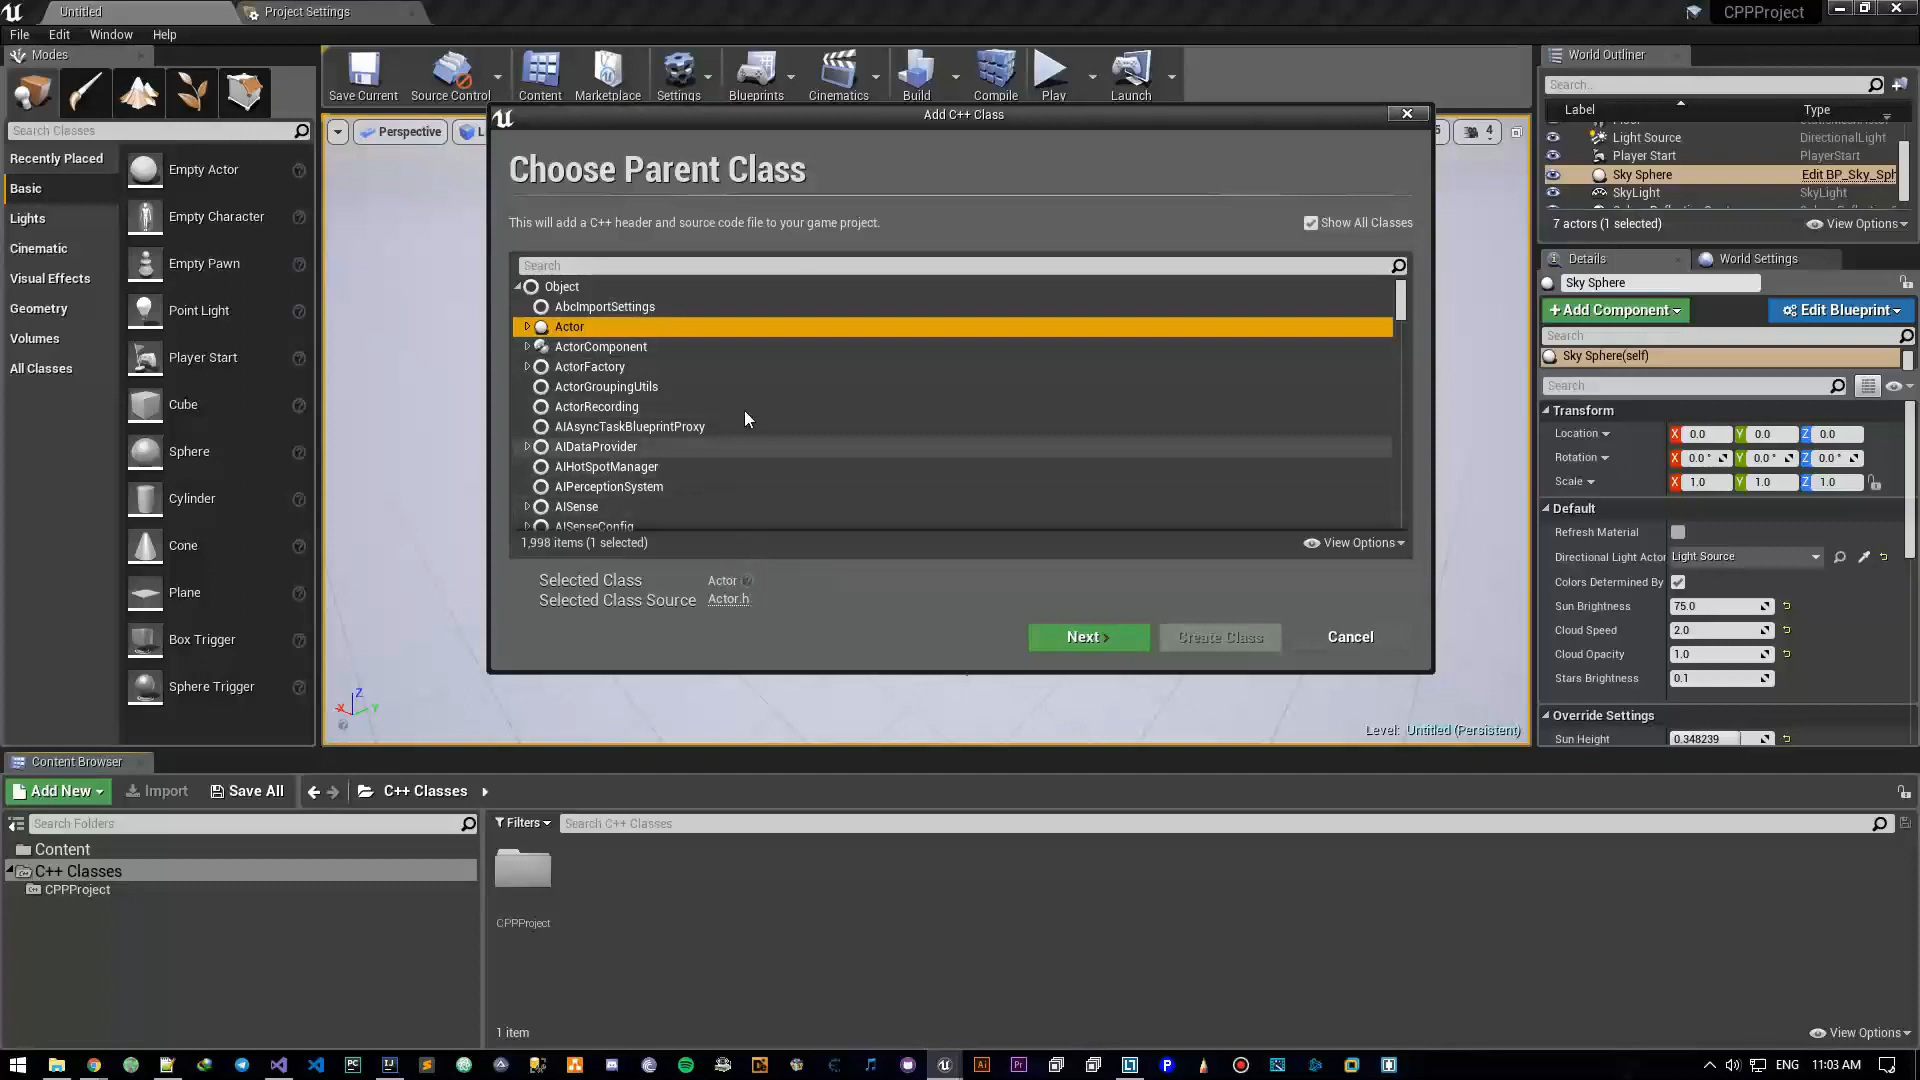 Untitled
Project Settings
CPPProject
File Edit Window Help
Modes
Search Classes
Recently Placed
Basic
Lights
Cinematic
Visual Effects
Geometry
Volumes
All Classes
Empty Actor
Empty Character
Empty Pawn
Point Light
Player Start
Cube
Sphere
Cylinder
Cone
Plane
Box Trigger
Sphere Trigger
Save Current
Source Control
Content
Marketplace
Settings
Blueprints
Cinematics
Build
Compile
Play
Launch
Perspective
L
4
Add C++ Class
Choose Parent Class
This will add a C++ header and source code file to your game project.
Show All Classes
Search
Object
AbcImportSettings
Actor
ActorComponent
ActorFactory
ActorGroupingUtils
ActorRecording
AIAsyncTaskBlueprintProxy
AIDataProvider
AIHotSpotManager
AIPerceptionSystem
AISense
AISenseConfig
1,998 items (1 selected)
View Options
Selected Class Actor
Selected Class Source Actor.h
Next
Create Class
Cancel
Z
X Y
Level: Untitled (Persistent)
World Outliner
Search..
Label Type
Light Source DirectionalLight
Player Start PlayerStart
Sky Sphere Edit BP_Sky_Sph
SkyLight SkyLight
7 actors (1 selected)
View Options
Details
World Settings
Sky Sphere
+Add Component
Edit Blueprint
Search
Sky Sphere(self)
Search
Transform
Location X 0.0 Y 0.0 Z 0.0
Rotation X 0.0 ° Y 0.0 ° Z 0.0 °
Scale X 1.0 Y 1.0 Z 1.0
Default
Refresh Material
Directional Light Actor Light Source
Colors Determined By
Sun Brightness 75.0
Cloud Speed 2.0
Cloud Opacity 1.0
Stars Brightness 0.1
Override Settings
Sun Height 0.348239
Content Browser
Add New
Import
Save All
C++ Classes
Search Folders
Content
C++ Classes
CPPProject
Filters
Search C++ Classes
CPPProject
1 item
View Options
ENG
11:03 AM